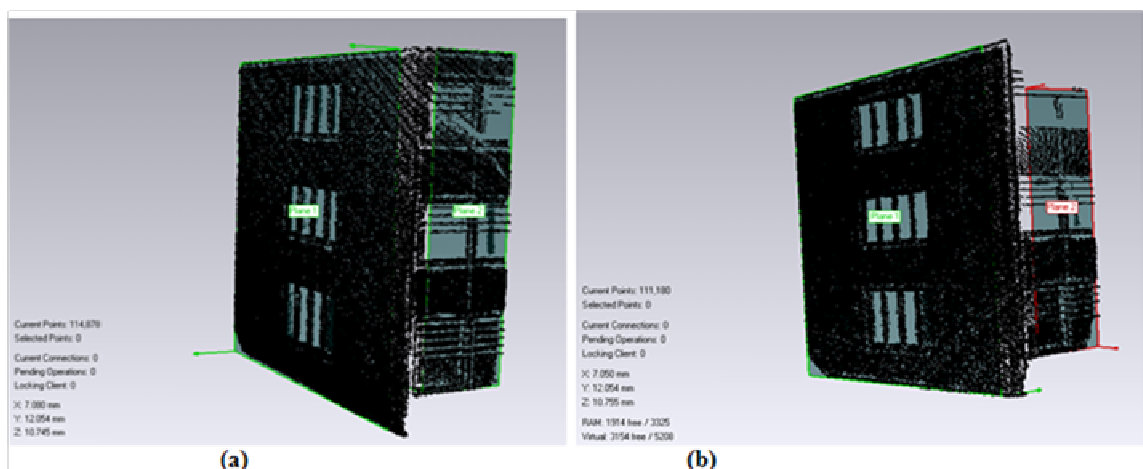 Plane 1
Plane 2
Current Points: 114,878
Selected Points: 0
Current Connections: 0
Pending Operations: 0
Locking Client: 0
X: 7.080 mm
Y: 12.054 mm
Z: 10.745 mm
(a)
Plane 1
Plane 2
Current Points: 111,180
Selected Points: 0
Current Connections: 0
Pending Operations: 0
Locking Client: 0
X: 7.050 mm
Y: 12.054 mm
Z: 10.755 mm
RAM: 1914 free / 3325
Virtual: 3154 free / 5208
(b)